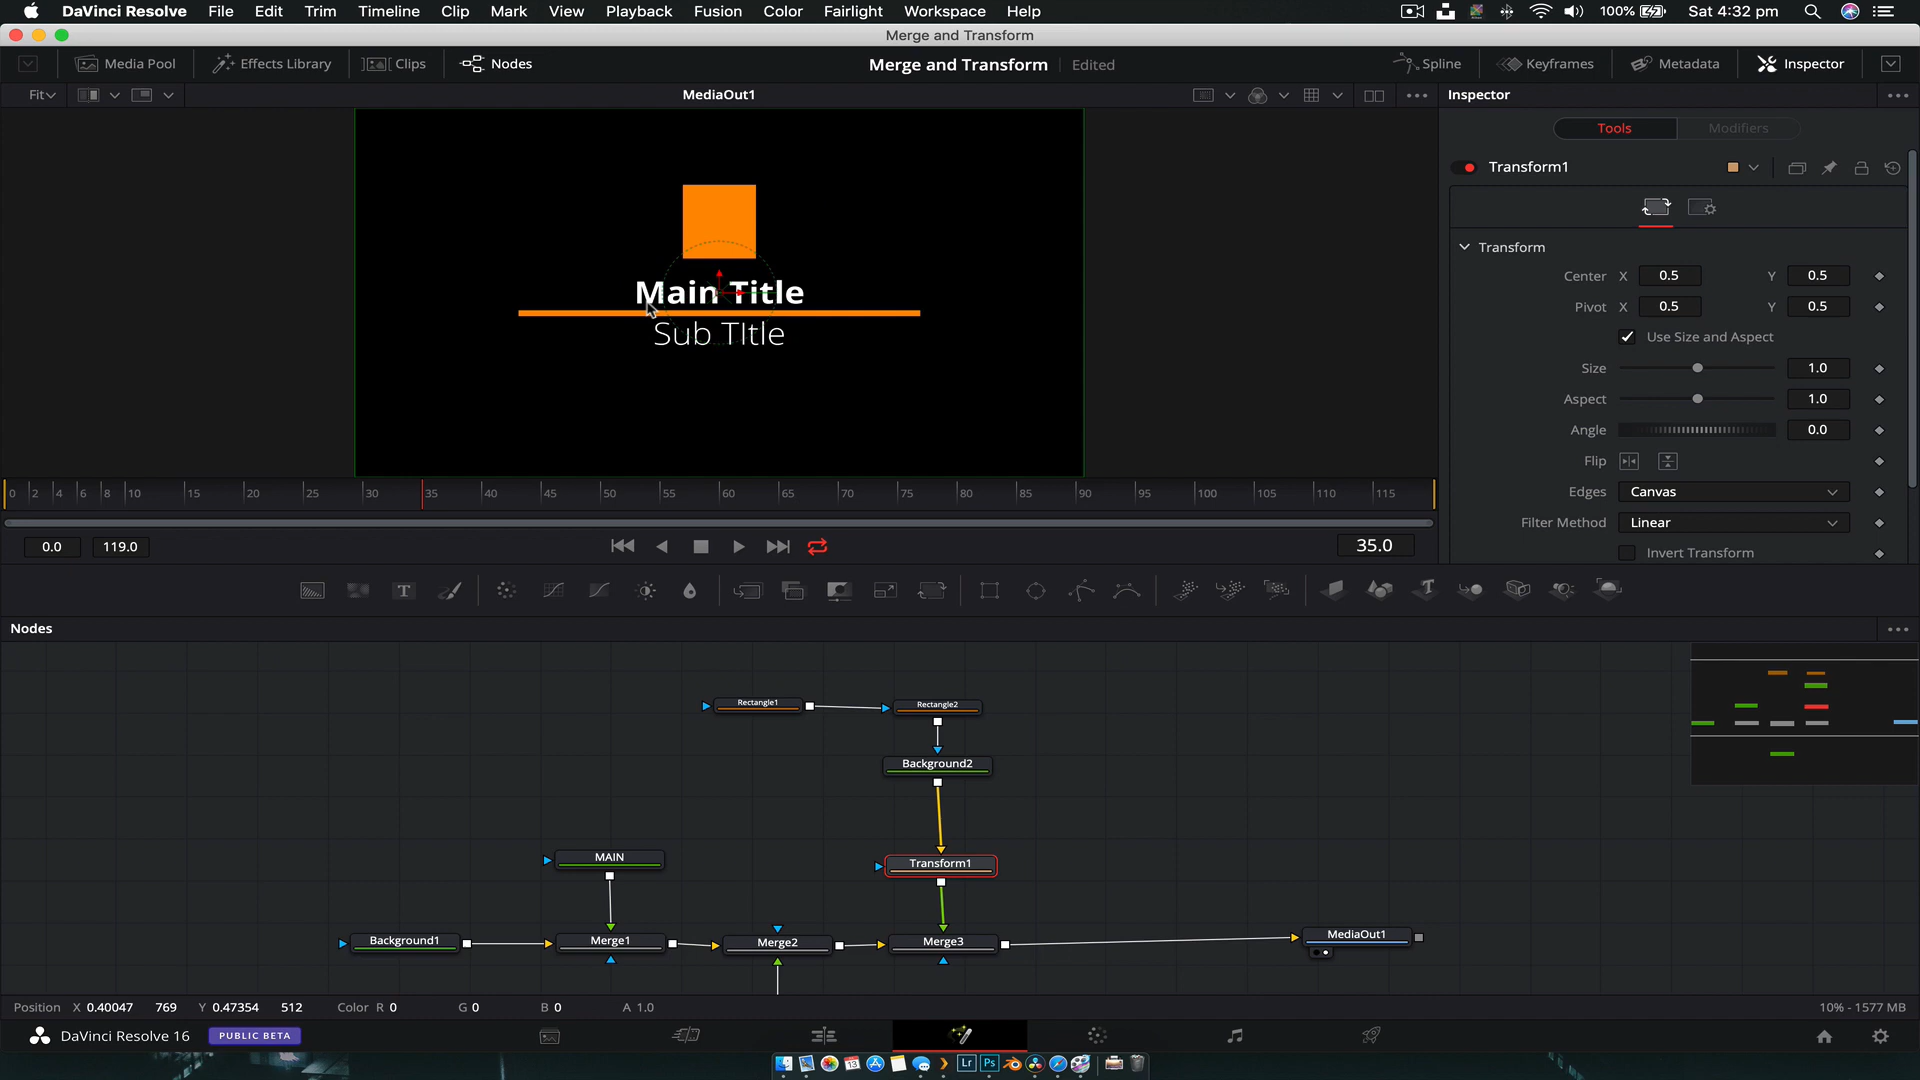 DaVinci Resolve File Edit Trim Timeline Clip Mark View Playback Fusion Color Fairlight Workspace Help 100% Sat 4:32 pm
Merge and Transform
Media Pool Effects Library Clips Nodes Merge and Transform Edited Spline Keyframes Metadata Inspector
Fit MediaOut1 Inspector
Tools Modifiers
Transform1
Transform
Center X 0.5 Y 0.5
Pivot X 0.5 Y 0.5
Use Size and Aspect
Size 1.0
Aspect 1.0
Angle 0.0
Flip
Edges Canvas
Filter Method Linear
Invert Transform
Main Title
Sub TItle
0 2 4 6 8 10 15 20 25 30 35 40 45 50 55 60 65 70 75 80 85 90 95 100 105 110 115
0.0 119.0 35.0
T T
Nodes
Rectangle1 Rectangle2
Background2
MAIN Transform1
Background1 Merge1 Merge2 Merge3 MediaOut1
Position X 0.40047 769 Y 0.47354 512 Color R 0 G 0 B 0 A 1.0 10% - 1577 MB
DaVinci Resolve 16 PUBLIC BETA
13 Lr Ps